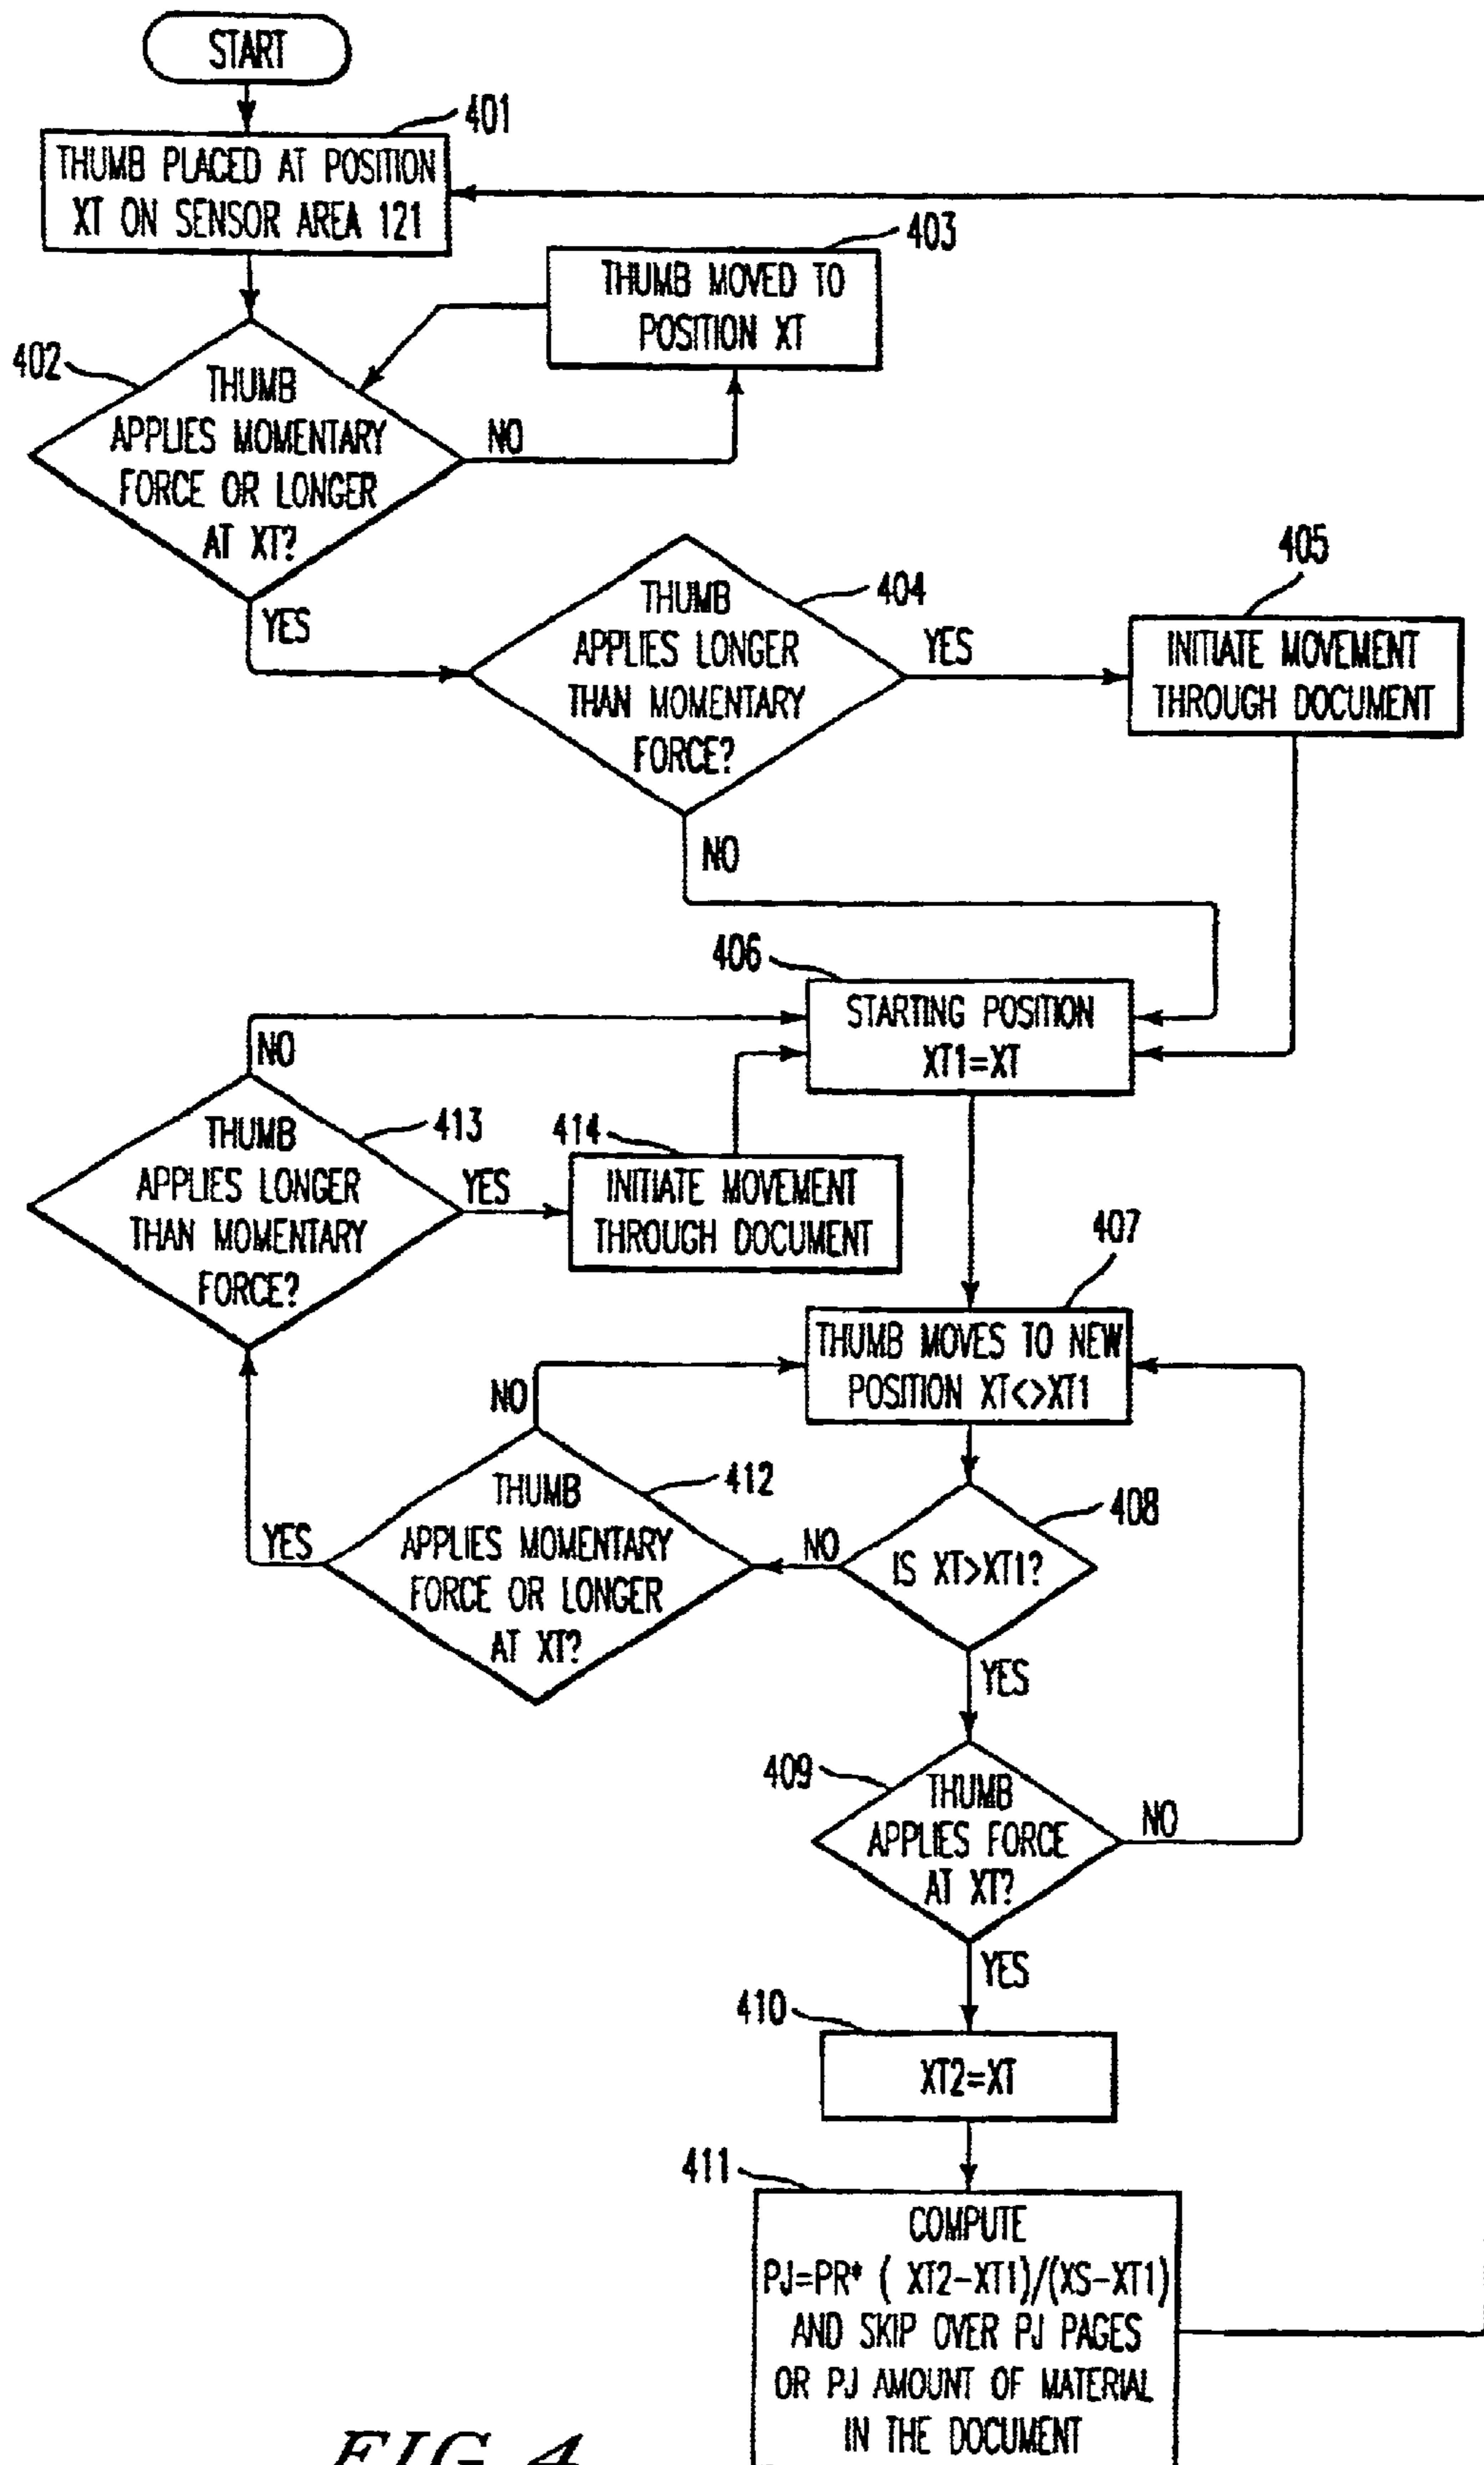 START
401
THUMB PLACED AT POSITION
XT ON SENSOR AREA 121
403
THUMB MOVED TO
POSITION XT
402
THUMB
APPLIES MOMENTARY
FORCE OR LONGER
AT XT?
NO
YES
404
THUMB
APPLIES LONGER
THAN MOMENTARY
FORCE?
YES
NO
405
INITIATE MOVEMENT
THROUGH DOCUMENT
406
STARTING POSITION
XT1=XT
NO
413
THUMB
APPLIES LONGER
THAN MOMENTARY
FORCE?
YES
414
INITIATE MOVEMENT
THROUGH DOCUMENT
407
THUMB MOVES TO NEW
POSITION XT<>XT1
NO
412
THUMB
APPLIES MOMENTARY
FORCE OR LONGER
AT XT?
YES
NO
408
IS XT>XT1?
YES
409
THUMB
APPLIES FORCE
AT XT?
NO
YES
410
XT2=XT
411
COMPUTE
PJ=PR* ( XT2-XT1)/(XS-XT1)
AND SKIP OVER PJ PAGES
OR PJ AMOUNT OF MATERIAL
IN THE DOCUMENT
FIG.4